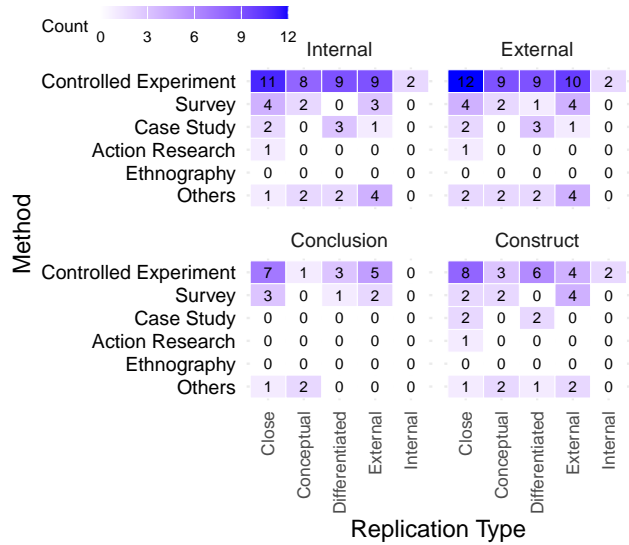 Count 0 3 6 9 12
Internal External
Controlled Experiment 11 8 9 9 2 12 9 9 10 2
Survey 4 2 0 3 0 4 2 1 4 0
Case Study 2 0 3 1 0 2 0 3 1 0
Action Research 1 0 0 0 0 1 0 0 0 0
Ethnography 0 0 0 0 0 0 0 0 0 0
Others 1 2 2 4 0 2 2 2 4 0
Method
Conclusion Construct
Controlled Experiment 7 1 3 5 0 8 3 6 4 2
Survey 3 0 1 2 0 2 2 0 4 0
Case Study 0 0 0 0 0 2 0 2 0 0
Action Research 0 0 0 0 0 1 0 0 0 0
Ethnography 0 0 0 0 0 0 0 0 0 0
Others 1 2 0 0 0 1 2 1 2 0
Close Conceptual Differentiated External Internal Close Conceptual Differentiated External Internal
Replication Type